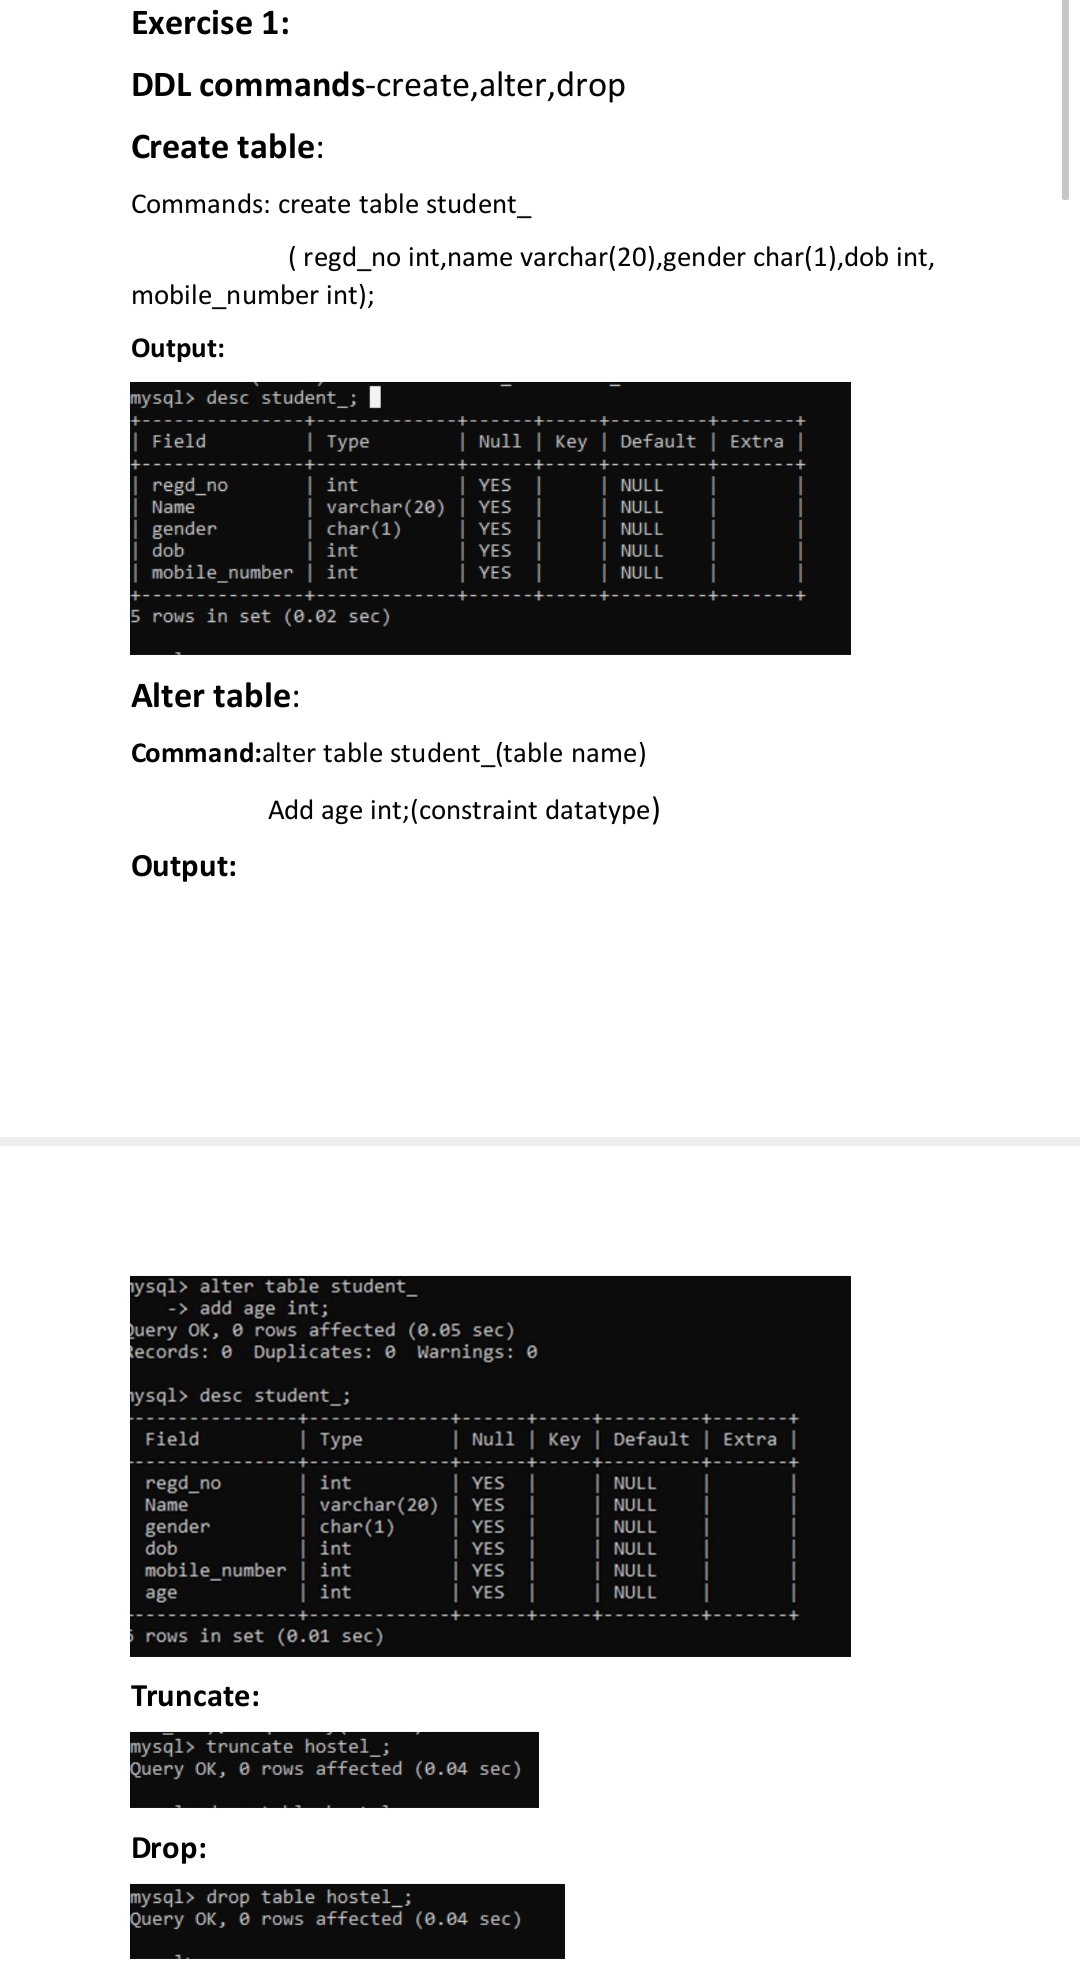 Exercise 1:
DDL commands-create,alter,drop
Create table:
Commands: create table student_
( regd_no int,name varchar(20),gender char(1),dob int,
mobile_number int);
Output:
mysql> desc student_;
+---------------+-------------+------+-----+---------+-------+
| Field         | Type        | Null | Key | Default | Extra |
+---------------+-------------+------+-----+---------+-------+
| regd_no       | int         | YES  |     | NULL    |       |
| Name          | varchar(20) | YES  |     | NULL    |       |
| gender        | char(1)     | YES  |     | NULL    |       |
| dob           | int         | YES  |     | NULL    |       |
| mobile_number | int         | YES  |     | NULL    |       |
+---------------+-------------+------+-----+---------+-------+
5 rows in set (0.02 sec)
Alter table:
Command:alter table student_(table name)
Add age int;(constraint datatype)
Output:
mysql> alter table student_
    -> add age int;
Query OK, 0 rows affected (0.05 sec)
Records: 0  Duplicates: 0  Warnings: 0
mysql> desc student_;
----------------+-------------+------+-----+---------+-------+
 Field         | Type        | Null | Key | Default | Extra |
----------------+-------------+------+-----+---------+-------+
 regd_no       | int         | YES  |     | NULL    |       |
 Name          | varchar(20) | YES  |     | NULL    |       |
 gender        | char(1)     | YES  |     | NULL    |       |
 dob           | int         | YES  |     | NULL    |       |
 mobile_number | int         | YES  |     | NULL    |       |
 age           | int         | YES  |     | NULL    |       |
----------------+-------------+------+-----+---------+-------+
6 rows in set (0.01 sec)
Truncate:
mysql> truncate hostel_;
Query OK, 0 rows affected (0.04 sec)
Drop:
mysql> drop table hostel_;
Query OK, 0 rows affected (0.04 sec)